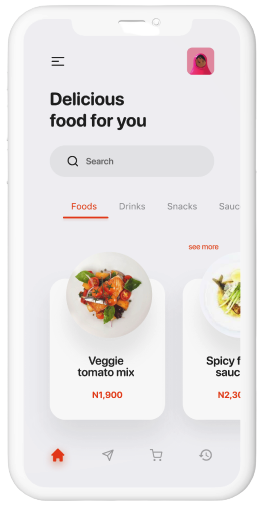 Delicious
food for you
Search
Foods Drinks Snacks Sauc
see more
Veggie
tomato mix
N1,900
Spicy f
sauc
N2,30